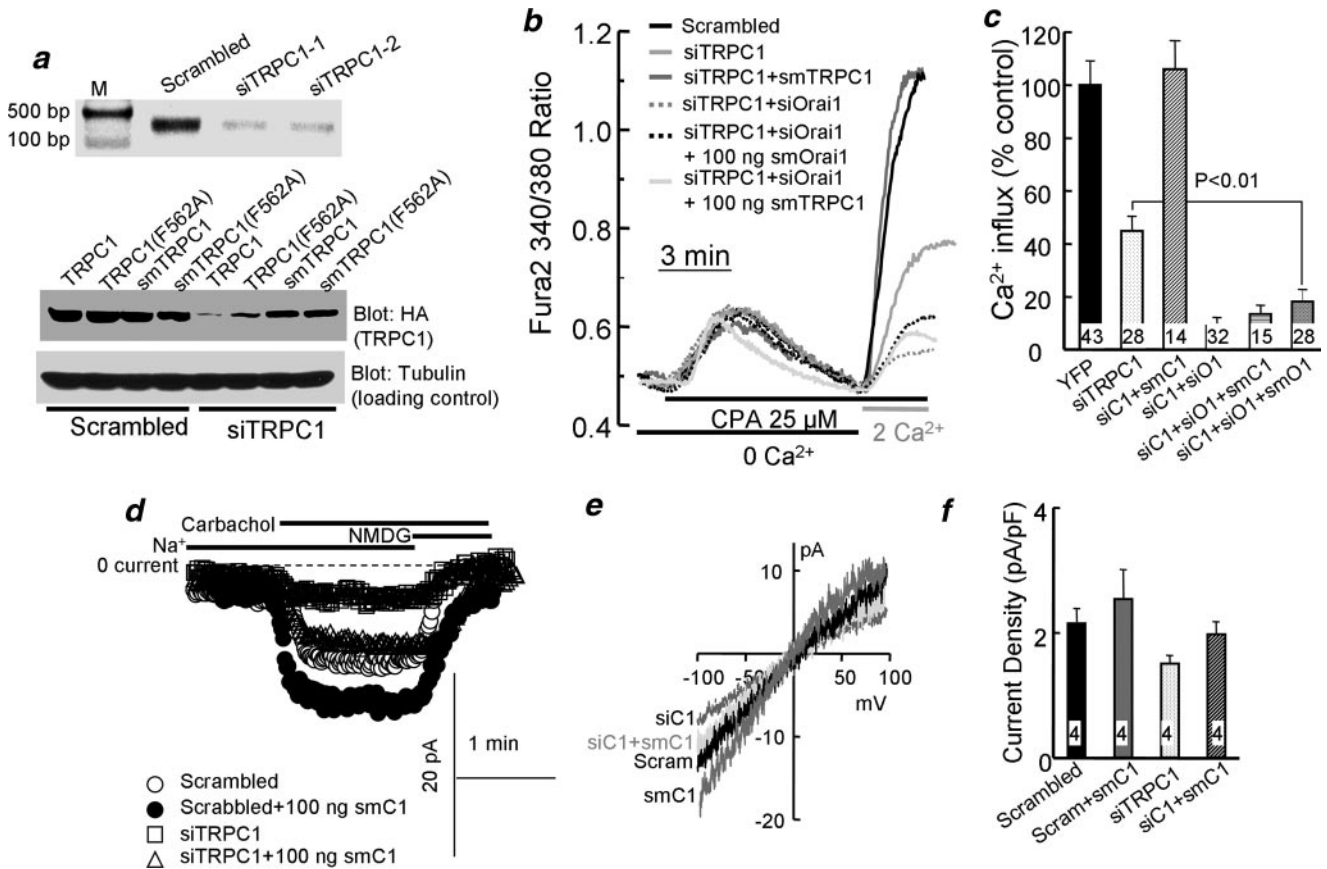 a
M
Scrambled
siTRPC1-1
siTRPC1-2
500 bp
100 bp
TRPC1
TRPC1(F562A)
smTRPC1
smTRPC1(F562A)
TRPC1
TRPC1(F562A)
smTRPC1
smTRPC1(F562A)
Blot: HA
(TRPC1)
Blot: Tubulin
(loading control)
Scrambled
siTRPC1
b
Fura2 340/380 Ratio
1.2
1.0
0.8
0.6
0.4
Scrambled
siTRPC1
siTRPC1+smTRPC1
siTRPC1+siOrai1
siTRPC1+siOrai1
+ 100 ng smOrai1
siTRPC1+siOrai1
+ 100 ng smTRPC1
3 min
CPA 25 µM
2 Ca²⁺
0 Ca²⁺
c
Ca²⁺ influx (% control)
120
100
80
60
40
20
0
P<0.01
43
28
14
32
15
28
YFP
siTRPC1
siC1+smC1
siC1+siO1
siC1+siO1+smC1
siC1+siO1+smO1
d
Carbachol
NMDG
Na⁺
0 current
20 pA
1 min
Scrambled
Scrabbled+100 ng smC1
siTRPC1
siTRPC1+100 ng smC1
e
pA
10
-100
-50
50
100
mV
siC1
siC1+smC1
Scram
smC1
-10
-20
f
Current Density (pA/pF)
4
2
0
4
4
4
4
Scrambled
Scram+smC1
siTRPC1
siC1+smC1